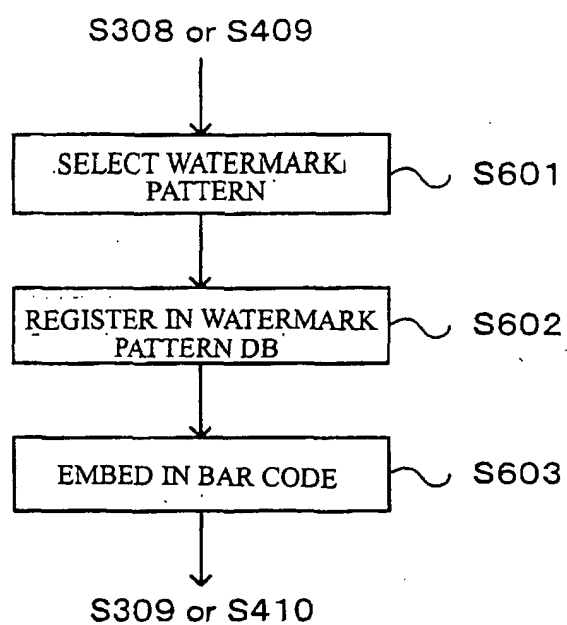 S308 or S409
SELECT WATERMARK
PATTERN
S601
REGISTER IN WATERMARK
PATTERN DB
S602
EMBED IN BAR CODE
S603
S309 or S410